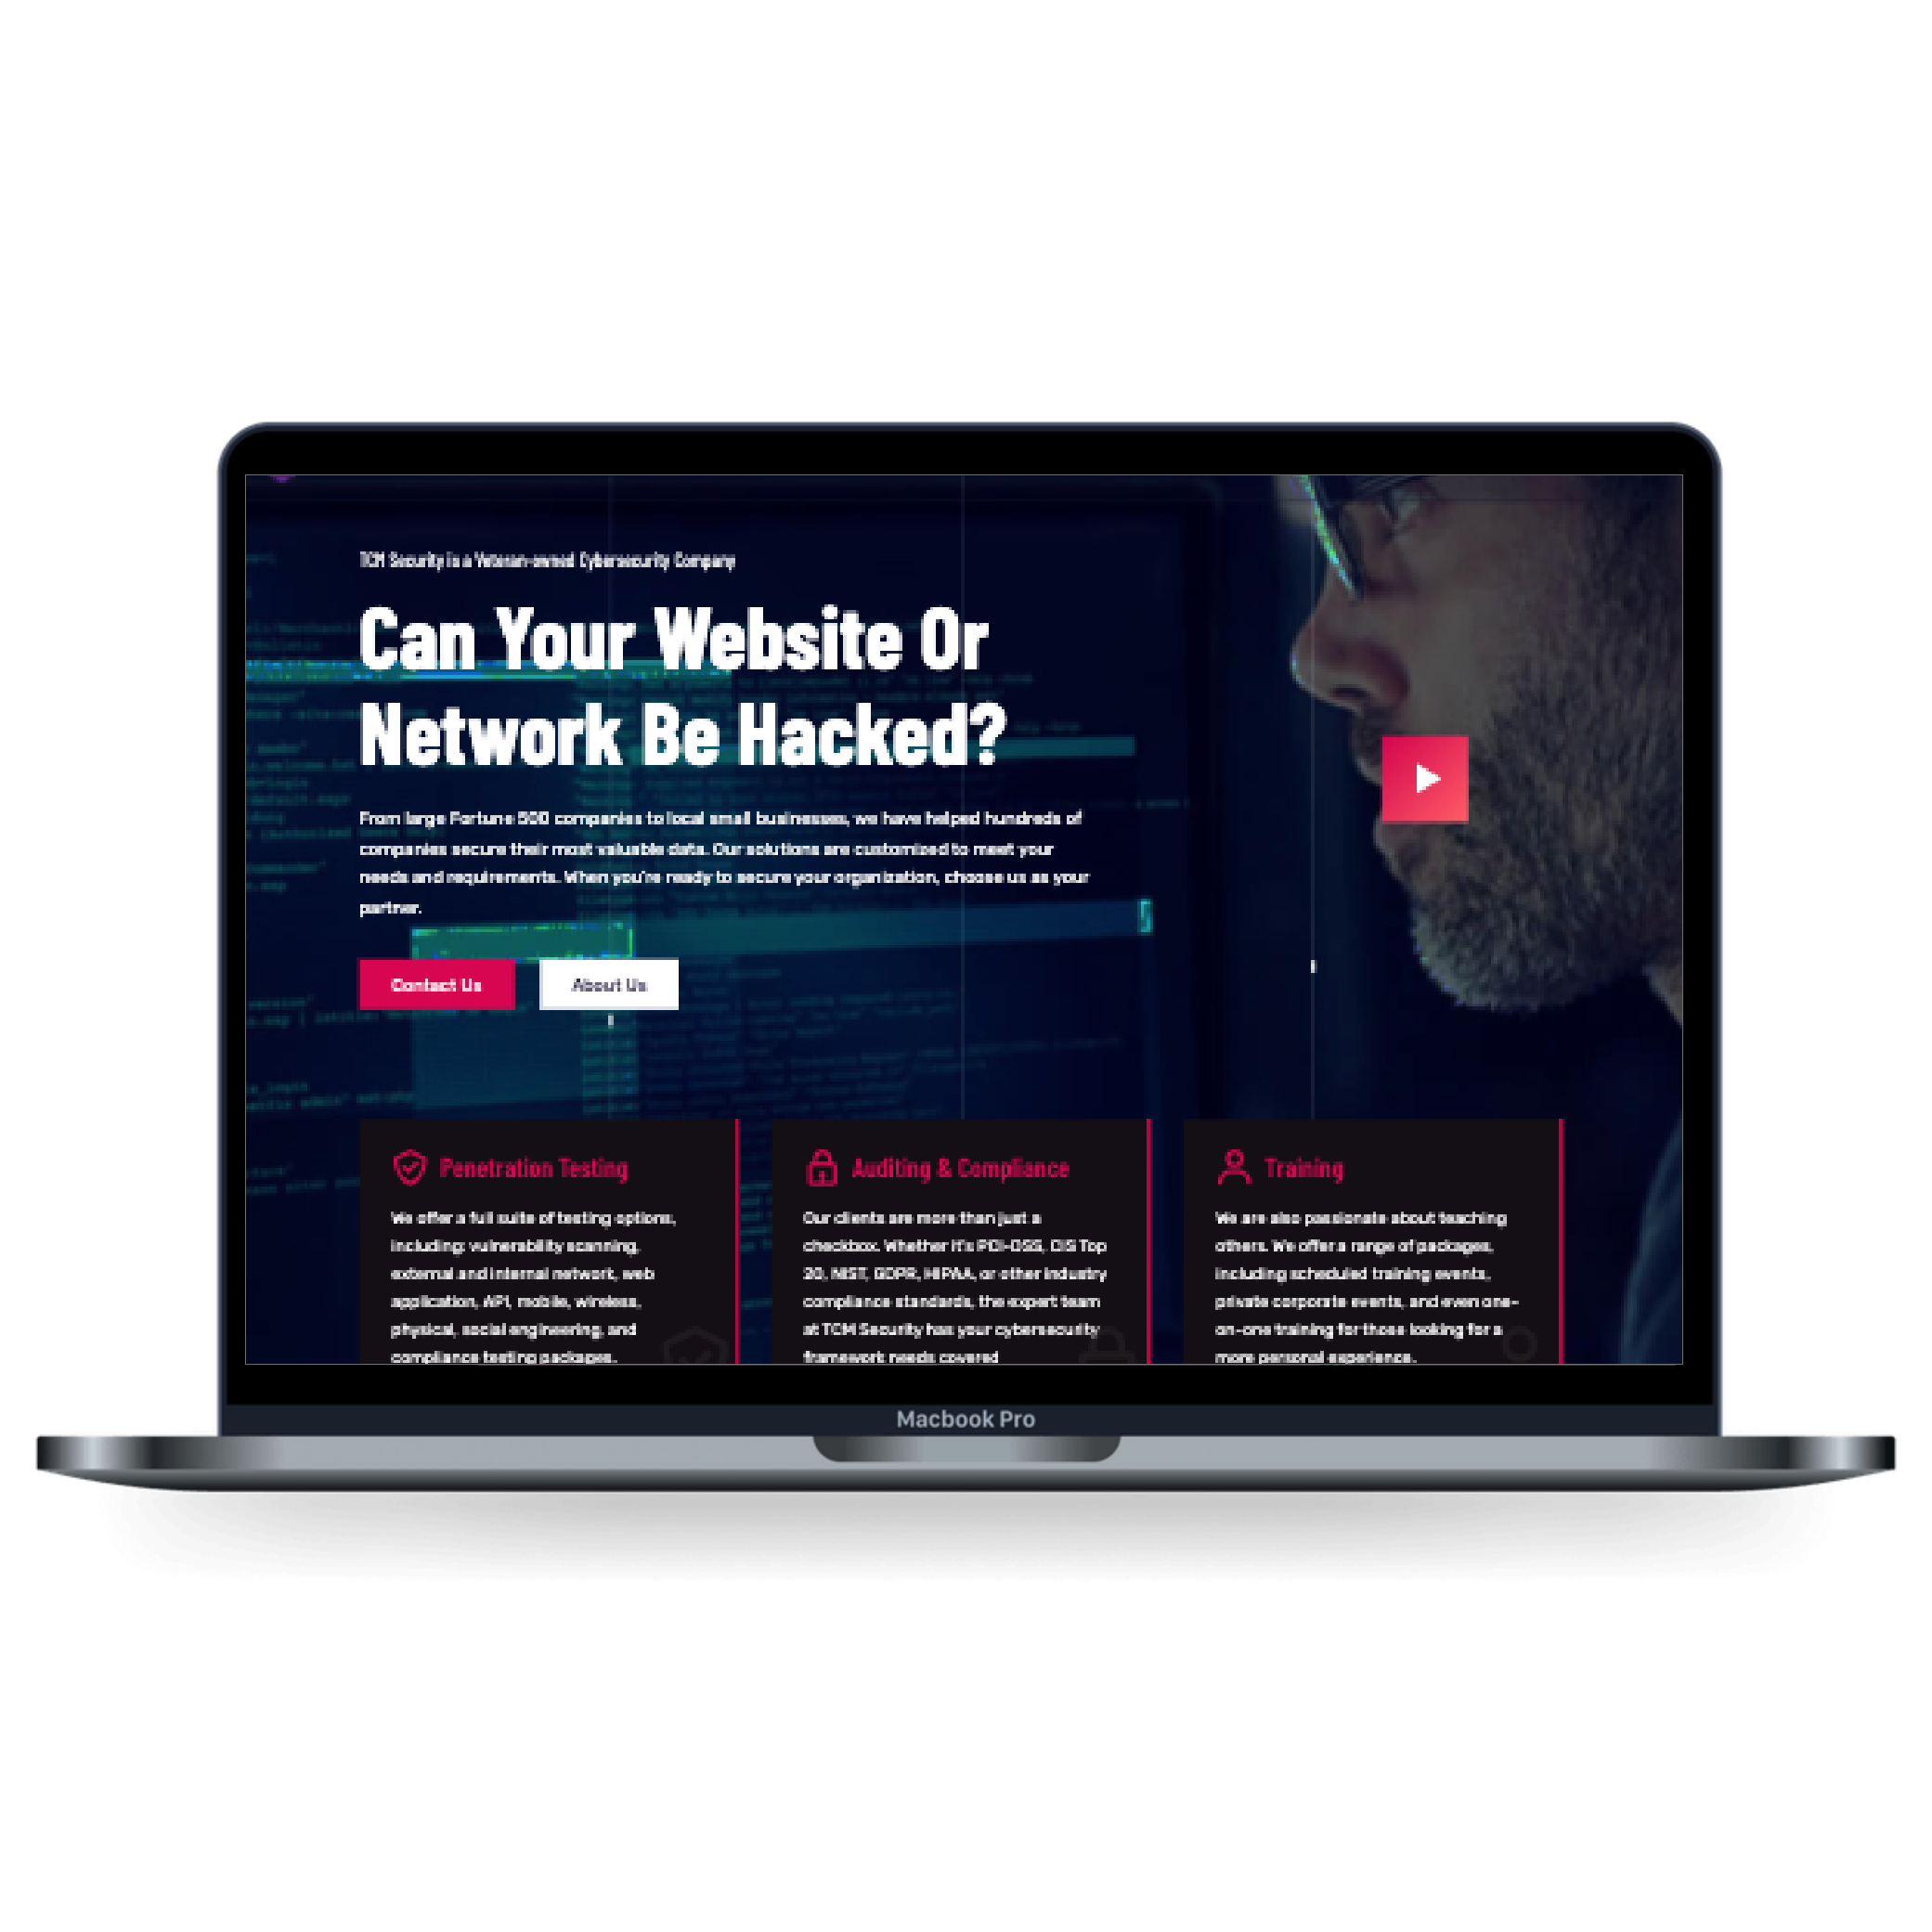 TCM Security is a Veteran-owned Cybersecurity Company
Can Your Website Or
Network Be Hacked?
From large Fortune 500 companies to local small businesses, we have helped hundreds of
companies secure their most valuable data. Our solutions are customized to meet your
needs and requirements. When you're ready to secure your organization, choose us as your
partner.
Contact Us
About Us
Penetration Testing
We offer a full suite of testing options,
including: vulnerability scanning,
external and internal network, web
application, API, mobile, wireless,
physical, social engineering, and
compliance testing packages.
Auditing & Compliance
Our clients are more than just a
checkbox. Whether it's PCI-DSS, CIS Top
20, NIST, GDPR, HIPAA, or other industry
compliance standards, the expert team
at TCM Security has your cybersecurity
framework needs covered
Training
We are also passionate about teaching
others. We offer a range of packages,
including scheduled training events,
private corporate events, and even one-
on-one training for those looking for a
more personal experience.
Macbook Pro